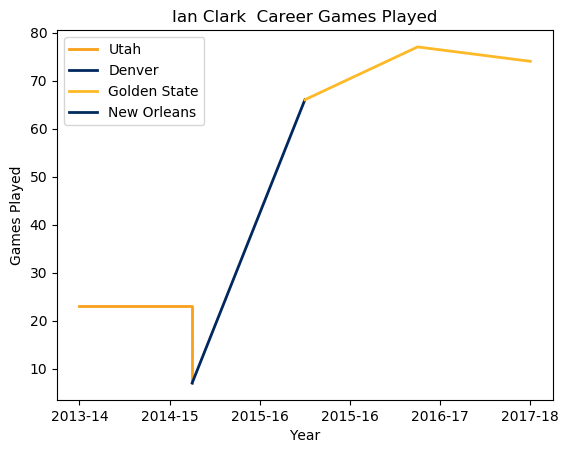 Ian Clark  Career Games Played
Utah
Denver
Golden State
New Orleans
80
70
60
50
40
30
20
10
Games Played
2013-14 2014-15 2015-16 2015-16 2016-17 2017-18
Year